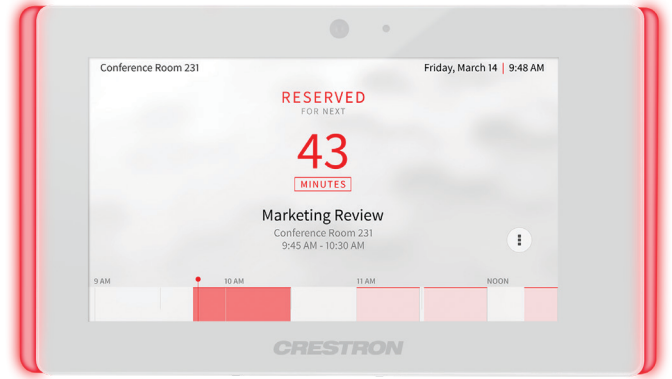 Conference Room 231
Friday, March 14 | 9:48 AM
RESERVED
FOR NEXT
43
MINUTES
Marketing Review
Conference Room 231
9:45 AM - 10:30 AM
9 AM 10 AM 11 AM NOON
CRESTRON